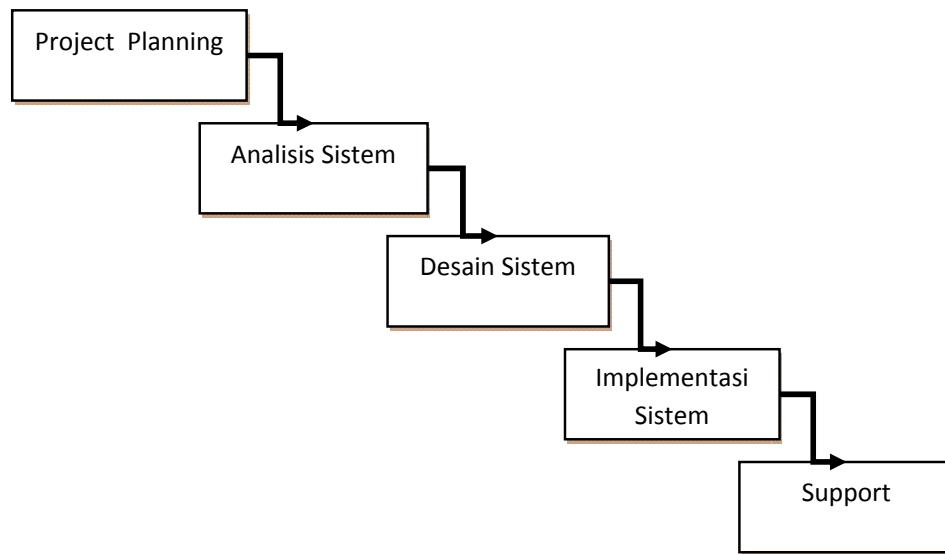 Project Planning
Analisis Sistem
Desain Sistem
Implementasi
Sistem
Support